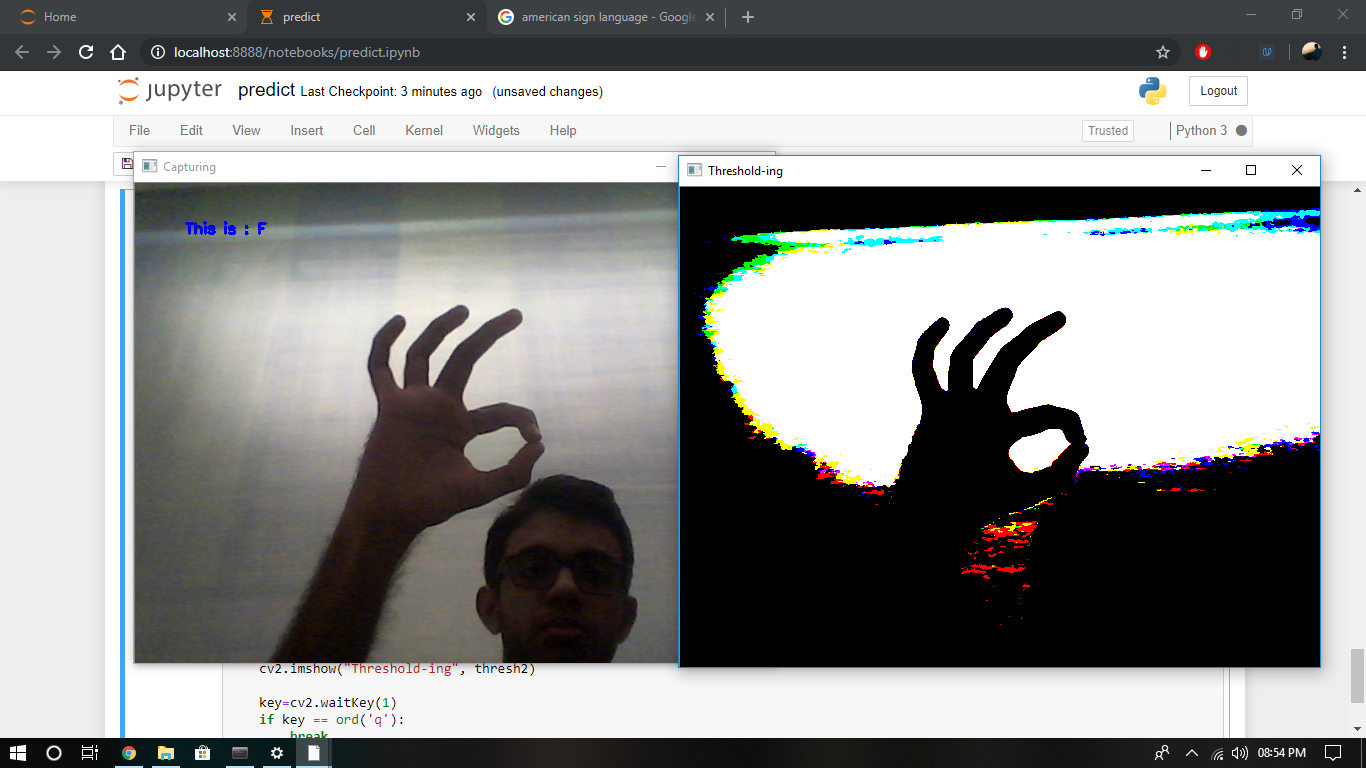 Home
predict
american sign language - Google
localhost:8888/notebooks/predict.ipynb
jupyter predict Last Checkpoint: 3 minutes ago (unsaved changes)
Logout
File Edit View Insert Cell Kernel Widgets Help
Trusted
Python 3
Capturing
This is : F
Threshold-ing
cv2.imshow("Threshold-ing", thresh2)
key=cv2.waitKey(1)
if key == ord('q'):
break
08:54 PM